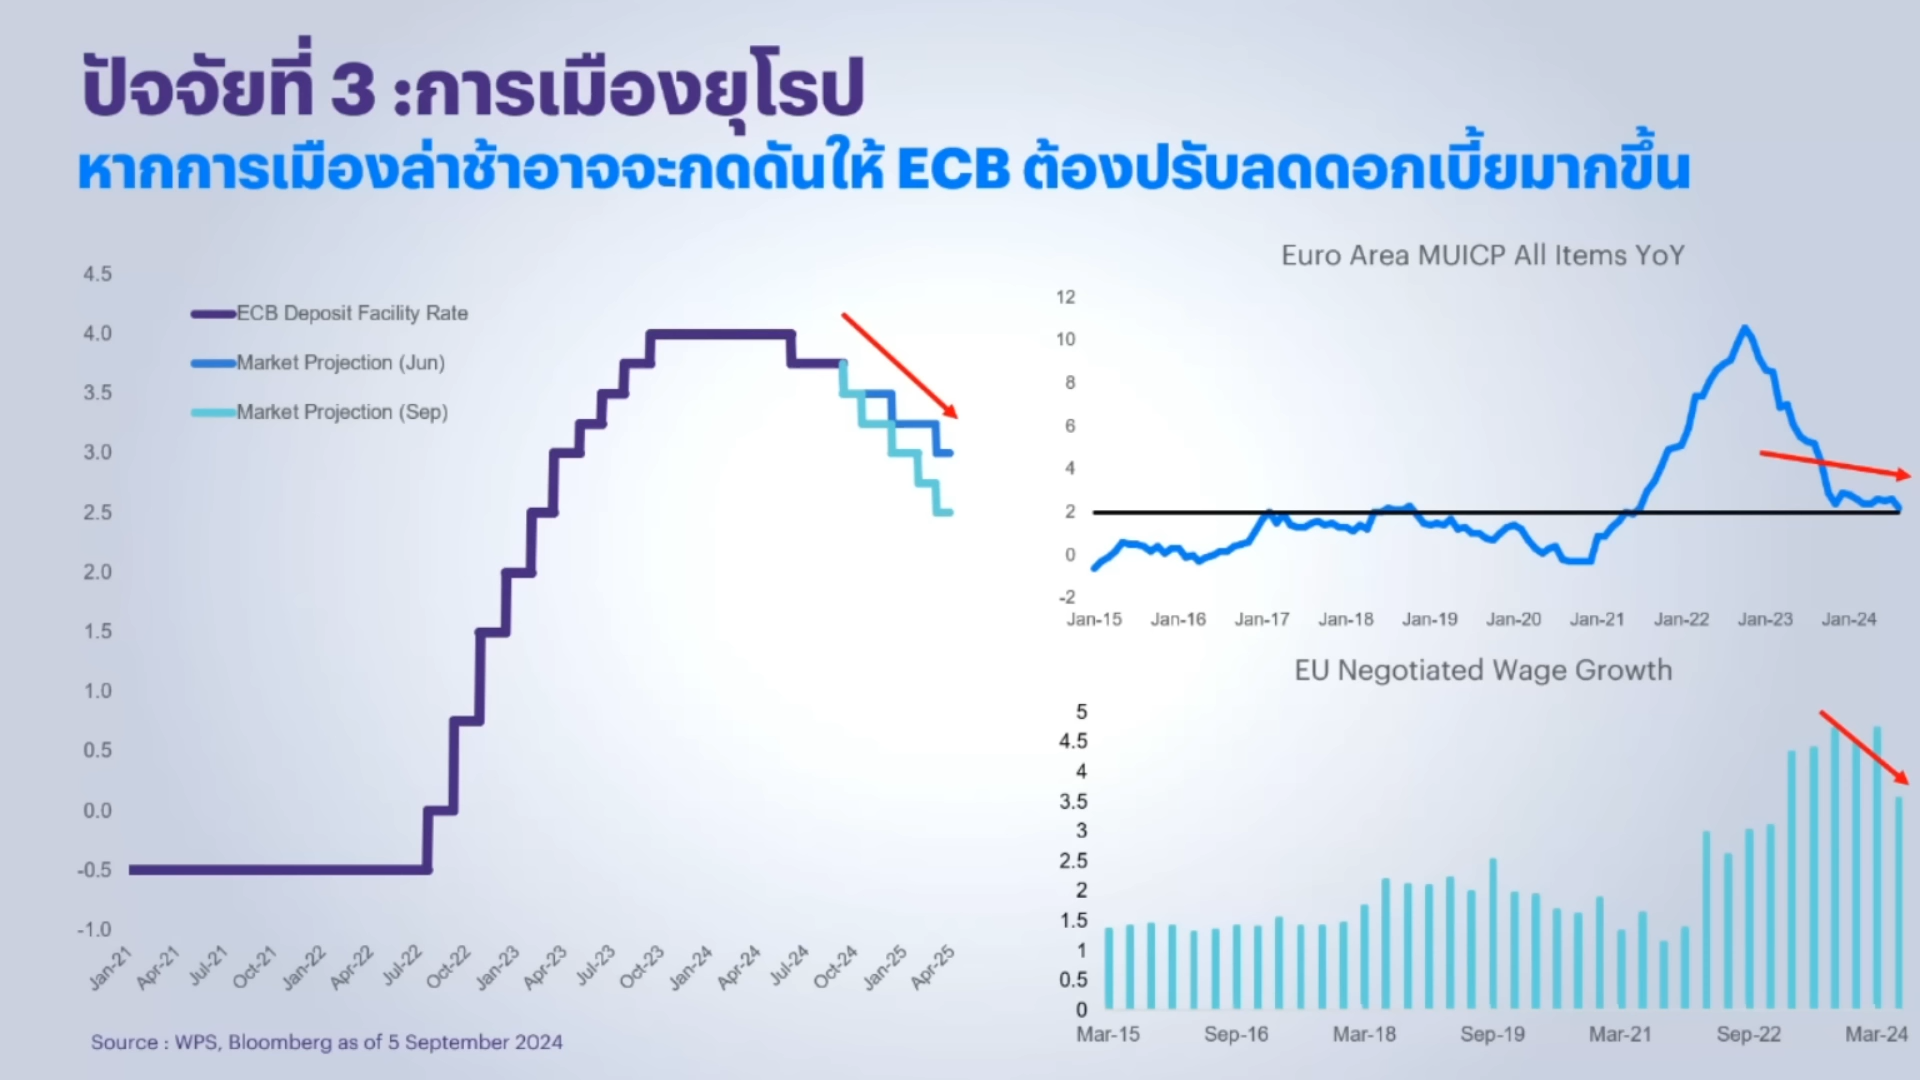 ปัจจัยที่ 3 :การเมืองยุโรป
หากการเมืองล่าช้าอาจจะกดดันให้ ECB ต้องปรับลดดอกเบี้ยมากขึ้น
4.5
4.0
3.5
3.0
2.5
2.0
1.5
1.0
0.5
0.0
-0.5
-1.0
ECB Deposit Facility Rate
Market Projection (Jun)
Market Projection (Sep)
Jan-21 Apr-21 Jul-21 Oct-21 Jan-22 Apr-22 Jul-22 Oct-22 Jan-23 Apr-23 Jul-23 Oct-23 Jan-24 Apr-24 Jul-24 Oct-24 Jan-25 Apr-25
Euro Area MUICP All Items YoY
12
10
8
6
4
2
0
-2
Jan-15 Jan-16 Jan-17 Jan-18 Jan-19 Jan-20 Jan-21 Jan-22 Jan-23 Jan-24
EU Negotiated Wage Growth
5
4.5
4
3.5
3
2.5
2
1.5
1
0.5
0
Mar-15 Sep-16 Mar-18 Sep-19 Mar-21 Sep-22 Mar-24
Source : WPS, Bloomberg as of 5 September 2024